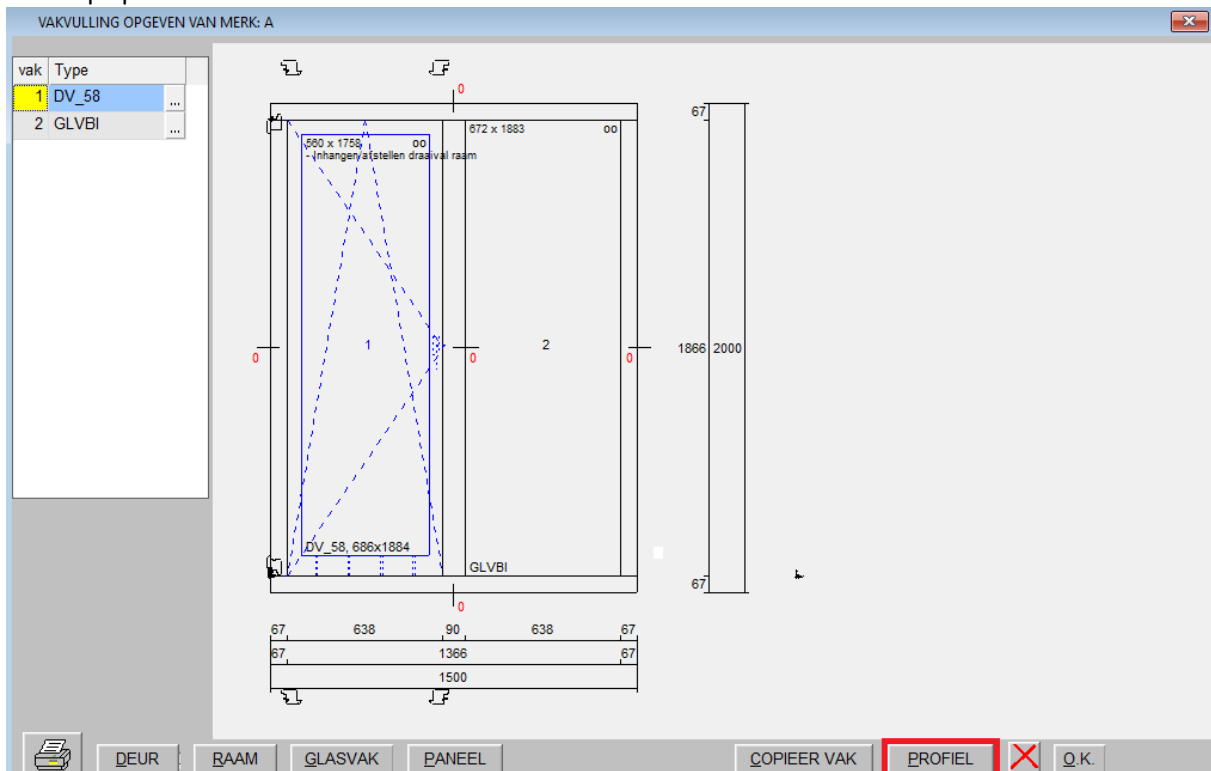 VAKVULLING OPGEVEN VAN MERK: A
vak Type
1 DV_58 ...
2 GLVBI ...
0
67
560 x 1758 oo
- Inhangen/afstellen draaival raam
672 x 1883 oo
1
2
0
0
0
1866 2000
DV_58, 686x1884
GLVBI
67
0
67 638 90 638 67
67 1366 67
1500
DEUR RAAM GLASVAK PANEEL COPIEER VAK PROFIEL O.K.